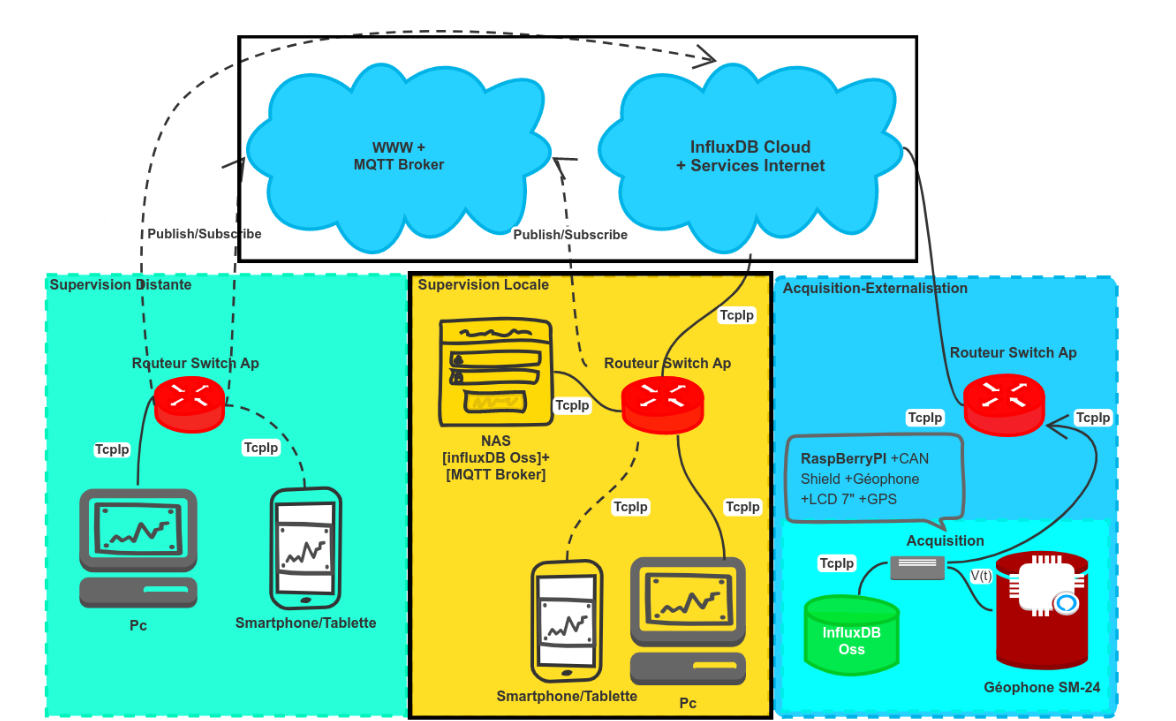 WWW +
MQTT Broker
InfluxDB Cloud
+ Services Internet
Publish/Subscribe
Publish/Subscribe
Supervision Distante
Routeur Switch Ap
TcpIp
TcpIp
Pc
Smartphone/Tablette
Supervision Locale
TcpIp
Routeur Switch Ap
TcpIp
NAS
[influxDB Oss]+
[MQTT Broker]
TcpIp
TcpIp
Smartphone/Tablette
Pc
Acquisition-Externalisation
Routeur Switch Ap
TcpIp
TcpIp
RaspBerryPI +CAN
Shield +Géophone
+LCD 7" +GPS
Acquisition
TcpIp
V(t)
InfluxDB
Oss
Géophone SM-24